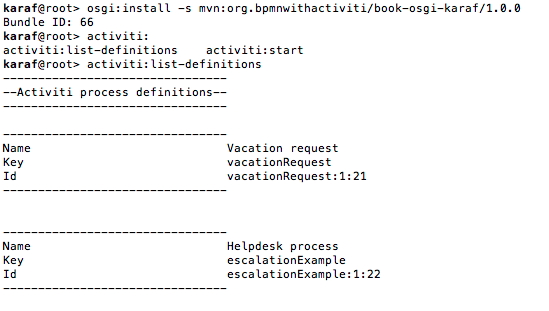 karaf@root> osgi:install -s mvn:org.bpmnwithactiviti/book-osgi-karaf/1.0.0
Bundle ID: 66
karaf@root> activiti:
activiti:list-definitions    activiti:start
karaf@root> activiti:list-definitions
-------------------------------
--Activiti process definitions--
-------------------------------
-------------------------------
Name                           Vacation request
Key                            vacationRequest
Id                             vacationRequest:1:21
-------------------------------
-------------------------------
Name                           Helpdesk process
Key                            escalationExample
Id                             escalationExample:1:22
-------------------------------